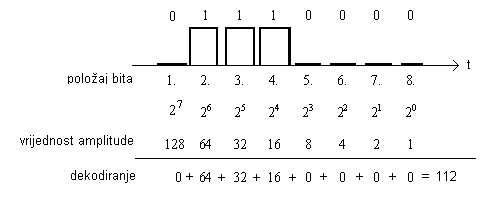 0 1 1 1 0 0 0 0
t
položaj bita 1. 2. 3. 4. 5. 6. 7. 8.
2⁷ 2⁶ 2⁵ 2⁴ 2³ 2² 2¹ 2⁰
vrijednost amplitude 128 64 32 16 8 4 2 1
dekodiranje 0 + 64 + 32 + 16 + 0 + 0 + 0 + 0 = 112